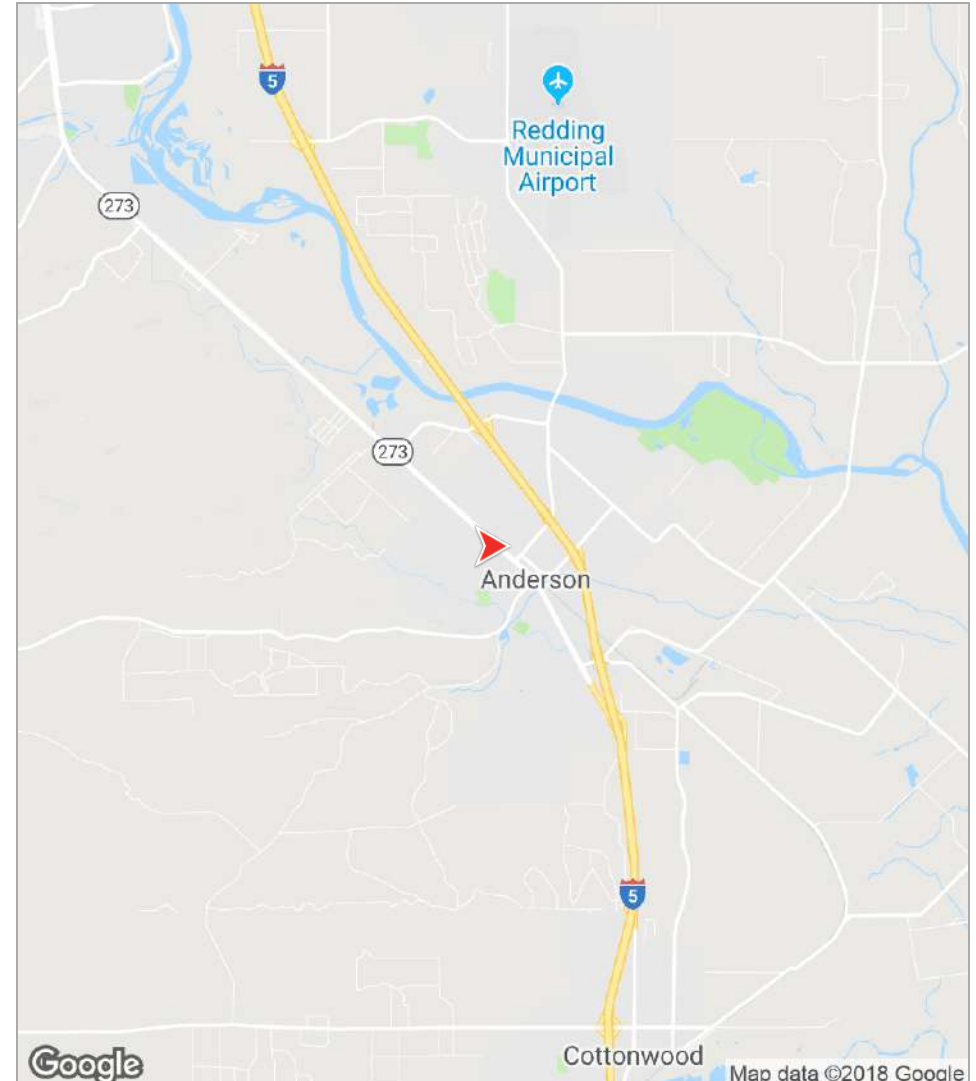 5
Redding
Municipal
Airport
273
273
Anderson
5
Cottonwood
Google
Map data ©2018 Google